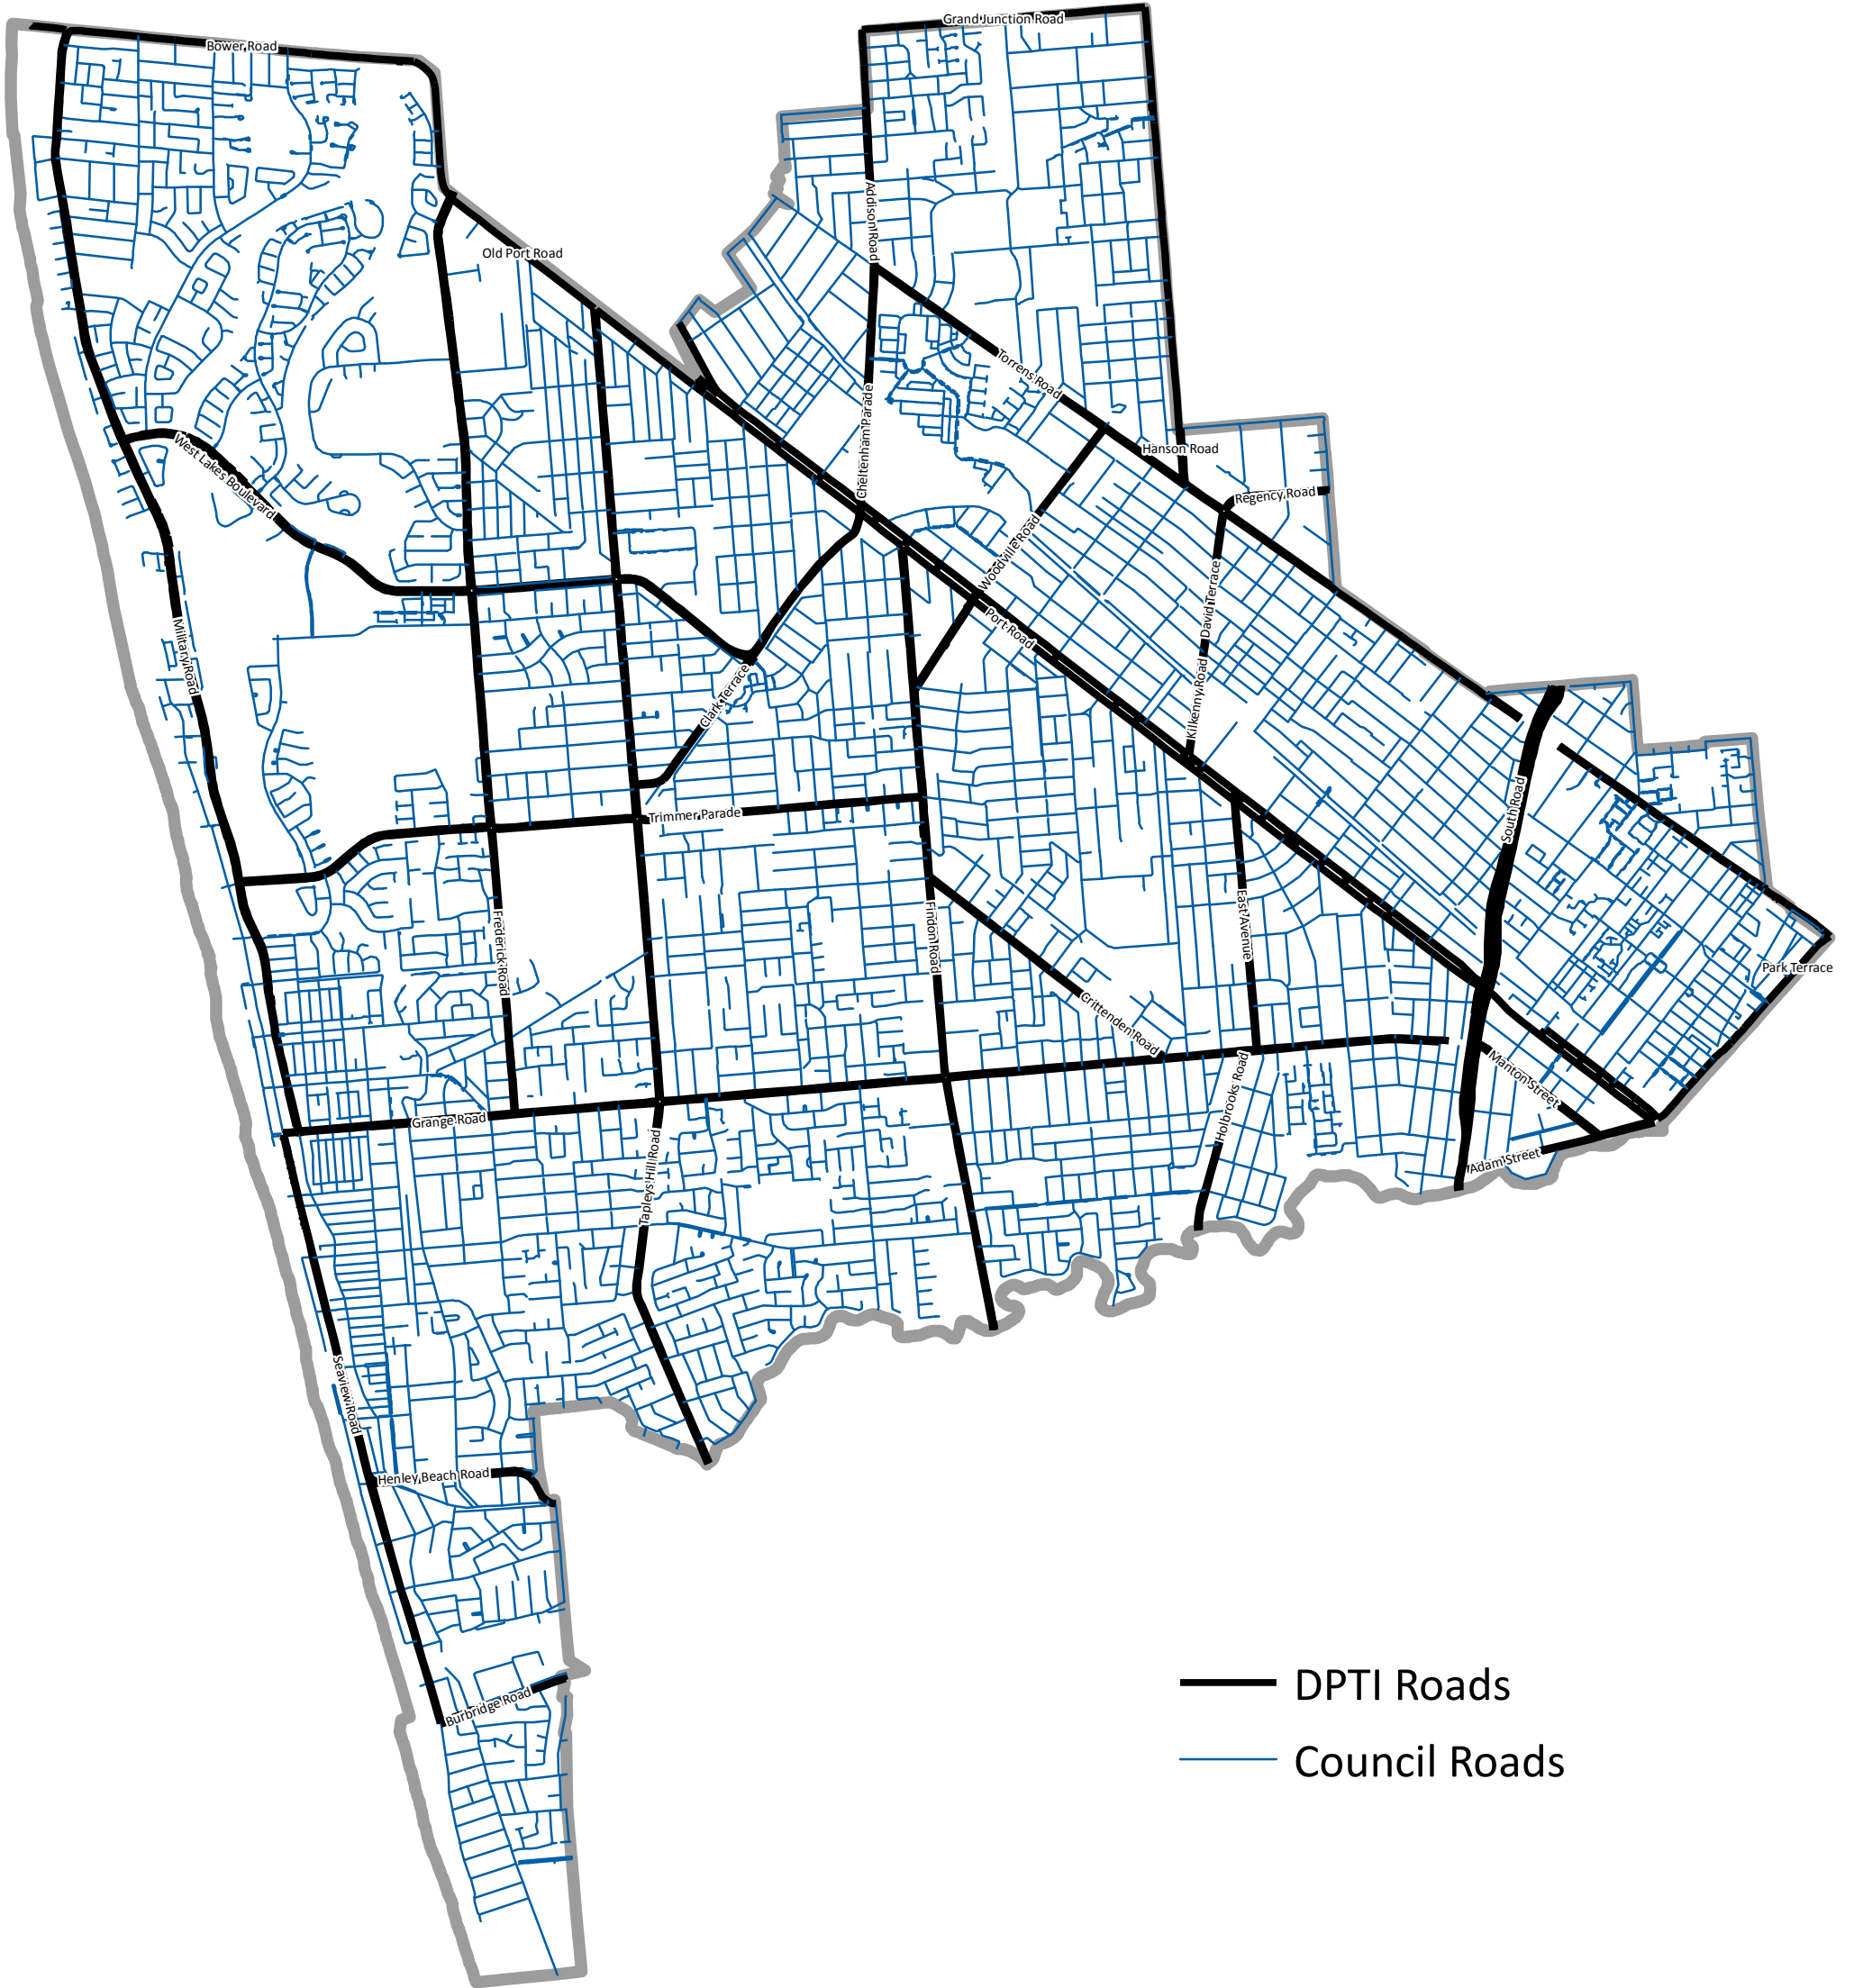 Grand Junction Road
Bower Road
Addison Road
Old Port Road
Torrens Road
Cheltenham Parade
Hanson Road
West Lakes Boulevard
Regency Road
Woodville Road
David Terrace
Port Road
Military Road
Clark Terrace
Kilkenny Road
Trimmer Parade
South Road
Frederick Road
Findon Road
East Avenue
Park Terrace
Crittenden Road
Manton Street
Holbrooks Road
Grange Road
Adam Street
Tapleys Hill Road
Seaview Road
Henley Beach Road
Burbridge Road
DPTI Roads
Council Roads